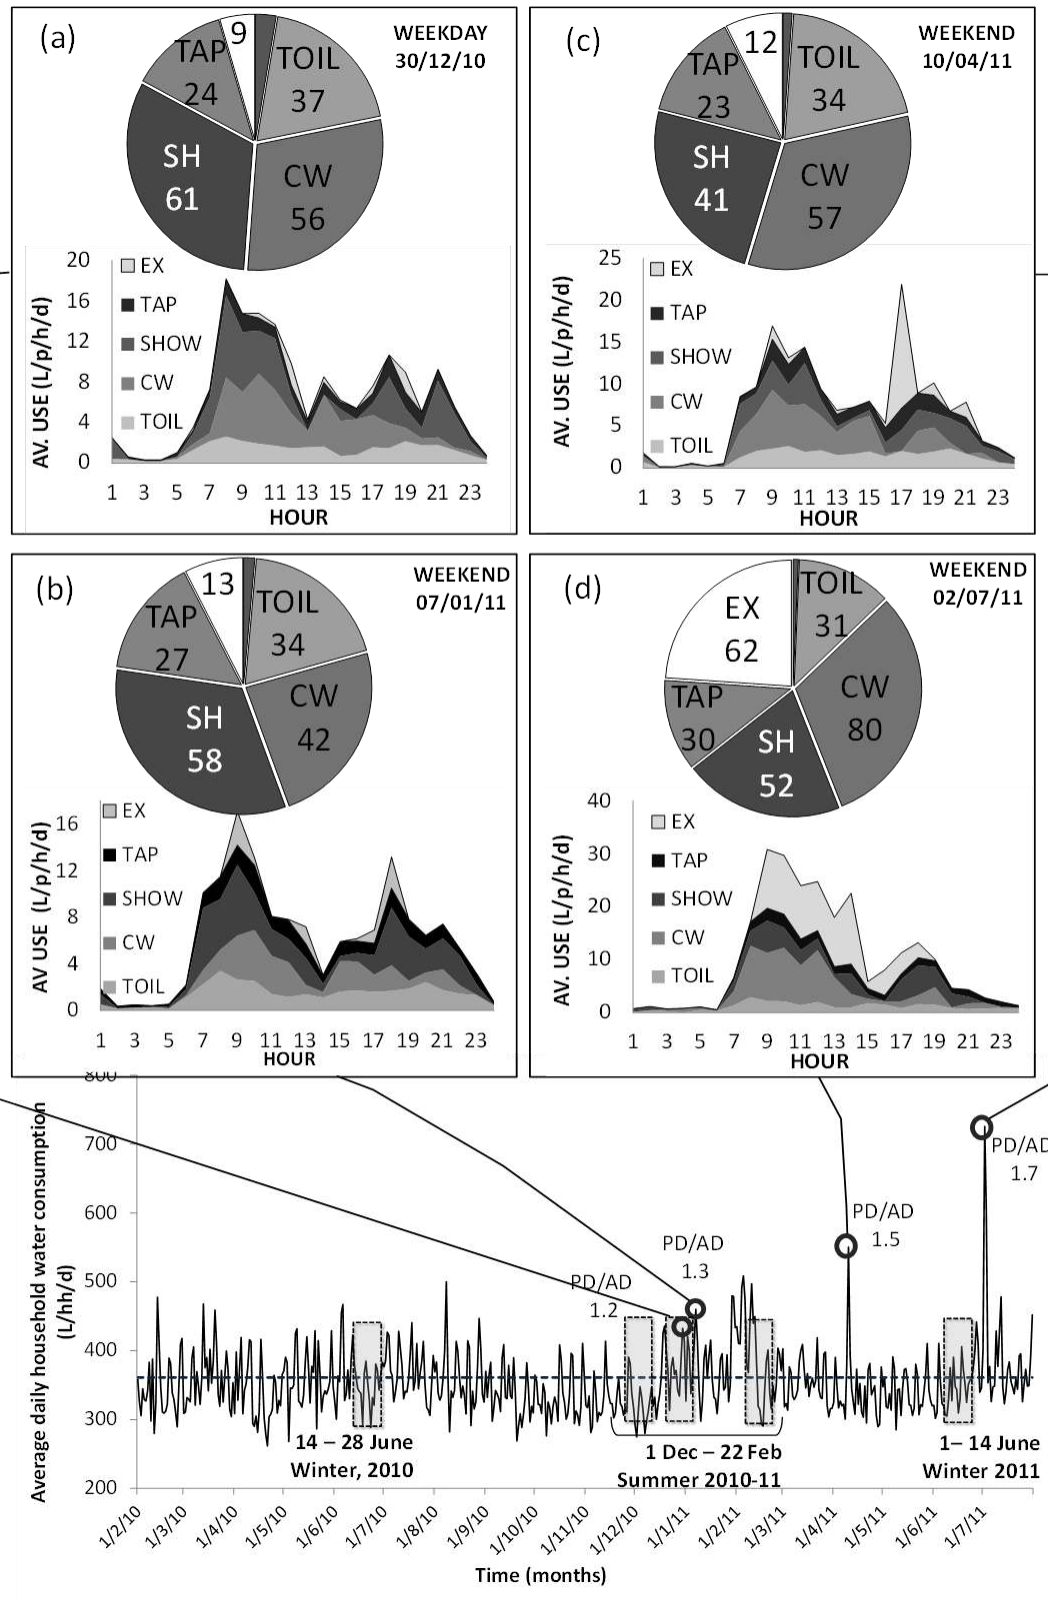 (a)
WEEKDAY
30/12/10
9
TAP
24
TOIL
37
SH
61
CW
56
20
16
12
8
4
0
AV. USE (L/p/h/d)
EX
TAP
SHOW
CW
TOIL
1 3 5 7 9 11 13 15 17 19 21 23
HOUR
(c)
WEEKEND
10/04/11
12
TAP
23
TOIL
34
SH
41
CW
57
25
20
15
10
5
0
AV. USE (L/p/h/d)
EX
TAP
SHOW
CW
TOIL
1 3 5 7 9 11 13 15 17 19 21 23
HOUR
(b)
WEEKEND
07/01/11
13
TAP
27
TOIL
34
SH
58
CW
42
16
12
8
4
0
AV USE (L/p/h/d)
EX
TAP
SHOW
CW
TOIL
1 3 5 7 9 11 13 15 17 19 21 23
HOUR
(d)
WEEKEND
02/07/11
EX
62
TOIL
31
TAP
30
CW
80
SH
52
40
30
20
10
0
AV. USE (L/p/h/d)
EX
TAP
SHOW
CW
TOIL
1 3 5 7 9 11 13 15 17 19 21 23
HOUR
Average daily household water consumption
(L/hh/d)
800
700
600
500
400
300
200
PD/AD
1.2
PD/AD
1.3
PD/AD
1.5
PD/AD
1.7
14 – 28 June
Winter, 2010
1 Dec – 22 Feb
Summer 2010-11
1– 14 June
Winter 2011
1/2/10 1/3/10 1/4/10 1/5/10 1/6/10 1/7/10 1/8/10 1/9/10 1/10/10 1/11/10 1/12/10 1/1/11 1/2/11 1/3/11 1/4/11 1/5/11 1/6/11 1/7/11
Time (months)